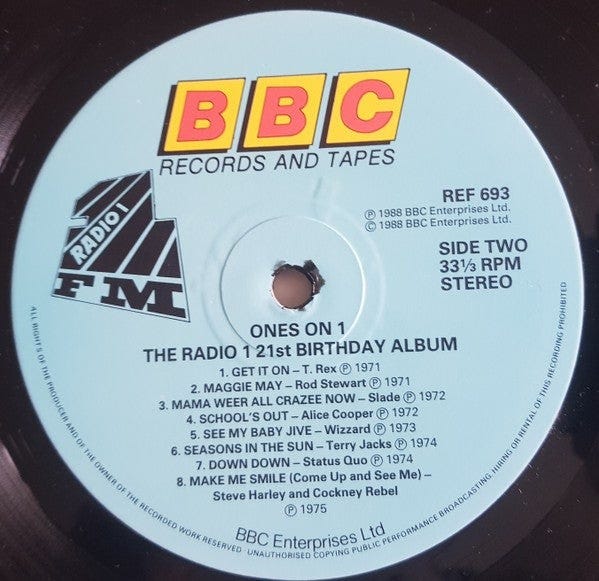 BBC
RECORDS AND TAPES
RADIO 1
FM
REF 693
Ⓟ 1988 BBC Enterprises Ltd.
© 1988 BBC Enterprises Ltd.
SIDE TWO
33⅓ RPM
STEREO
ONES ON 1
THE RADIO 1 21st BIRTHDAY ALBUM
1. GET IT ON – T. Rex Ⓟ 1971
2. MAGGIE MAY – Rod Stewart Ⓟ 1971
3. MAMA WEER ALL CRAZEE NOW – Slade Ⓟ 1972
4. SCHOOL'S OUT – Alice Cooper Ⓟ 1972
5. SEE MY BABY JIVE – Wizzard Ⓟ 1973
6. SEASONS IN THE SUN – Terry Jacks Ⓟ 1974
7. DOWN DOWN – Status Quo Ⓟ 1974
8. MAKE ME SMILE (Come Up and See Me) –
Steve Harley and Cockney Rebel
Ⓟ 1975
BBC Enterprises Ltd
ALL RIGHTS OF THE PRODUCER AND OF THE OWNER OF THE RECORDED WORK RESERVED · UNAUTHORISED COPYING PUBLIC PERFORMANCE BROADCASTING, HIRING OR RENTAL OF THIS RECORDING PROHIBITED